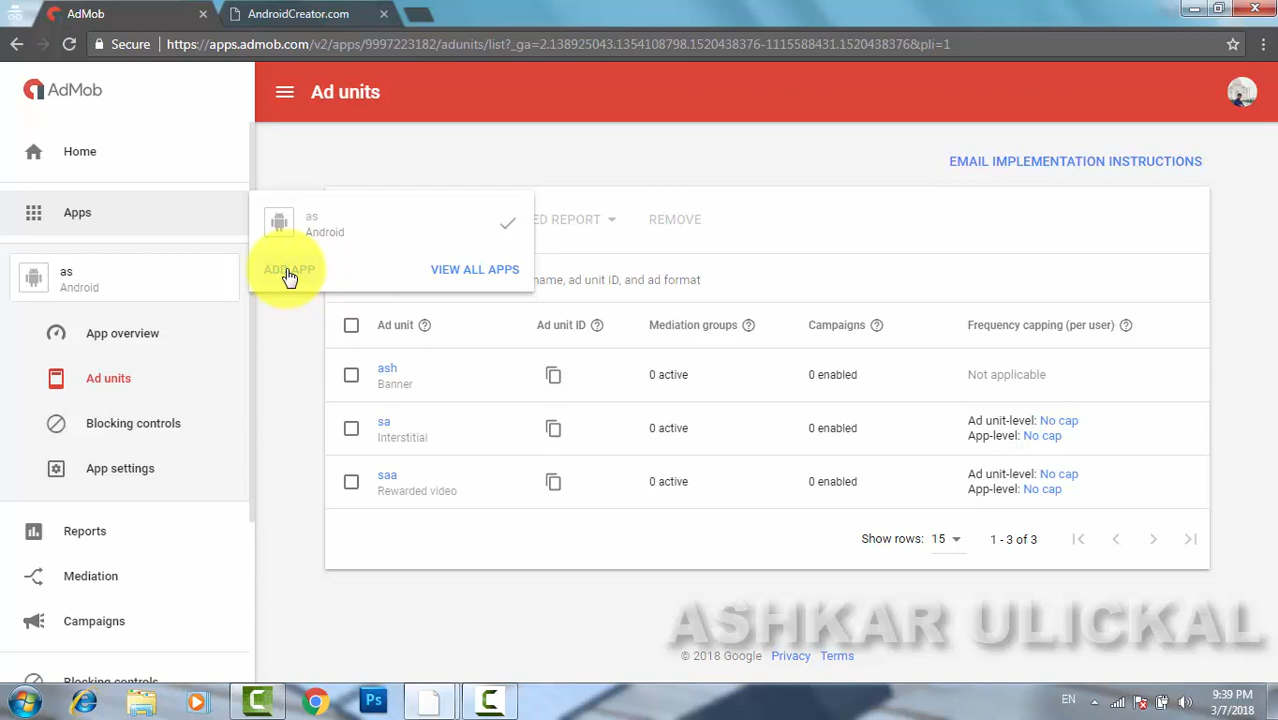 AdMob
AndroidCreator.com
Secure
https://apps.admob.com/v2/apps/9997223182/adunits/list?_ga=2.138925043.1354108798.1520438376-1115588431.1520438376&pli=1
AdMob
Ad units
Home
EMAIL IMPLEMENTATION INSTRUCTIONS
Apps
as
Android
ADD APP
VIEW ALL APPS
ED REPORT
REMOVE
name, ad unit ID, and ad format
as
Android
App overview
Ad units
Blocking controls
App settings
Reports
Mediation
Campaigns
Ad unit
Ad unit ID
Mediation groups
Campaigns
Frequency capping (per user)
ash
Banner
0 active
0 enabled
Not applicable
sa
Interstitial
0 active
0 enabled
Ad unit-level: No cap
App-level: No cap
saa
Rewarded video
0 active
0 enabled
Ad unit-level: No cap
App-level: No cap
Show rows: 15
1 - 3 of 3
ASHKAR ULICKAL
© 2018 Google Privacy Terms
Blocking controls
Ps
EN
9:39 PM
3/7/2018